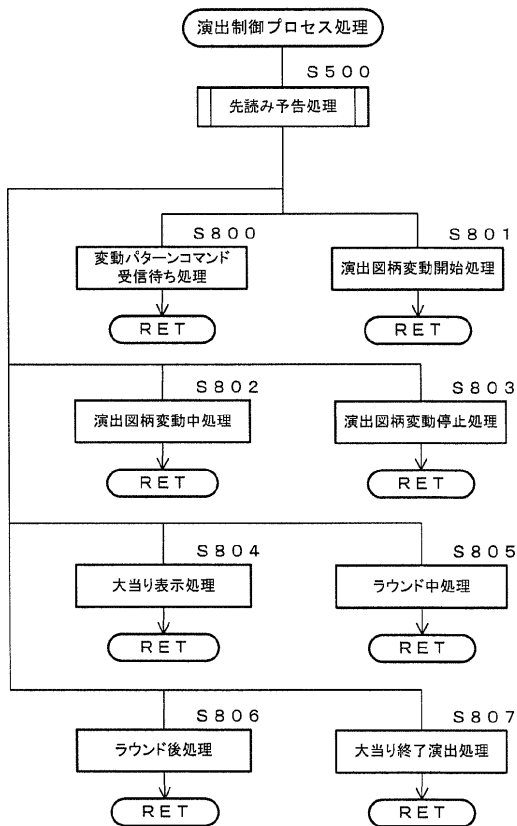 演出制御プロセス処理
S500
先読み予告処理
S800
変動パターンコマンド
受信待ち処理
RET
S801
演出図柄変動開始処理
RET
S802
演出図柄変動中処理
RET
S803
演出図柄変動停止処理
RET
S804
大当り表示処理
RET
S805
ラウンド中処理
RET
S806
ラウンド後処理
RET
S807
大当り終了演出処理
RET